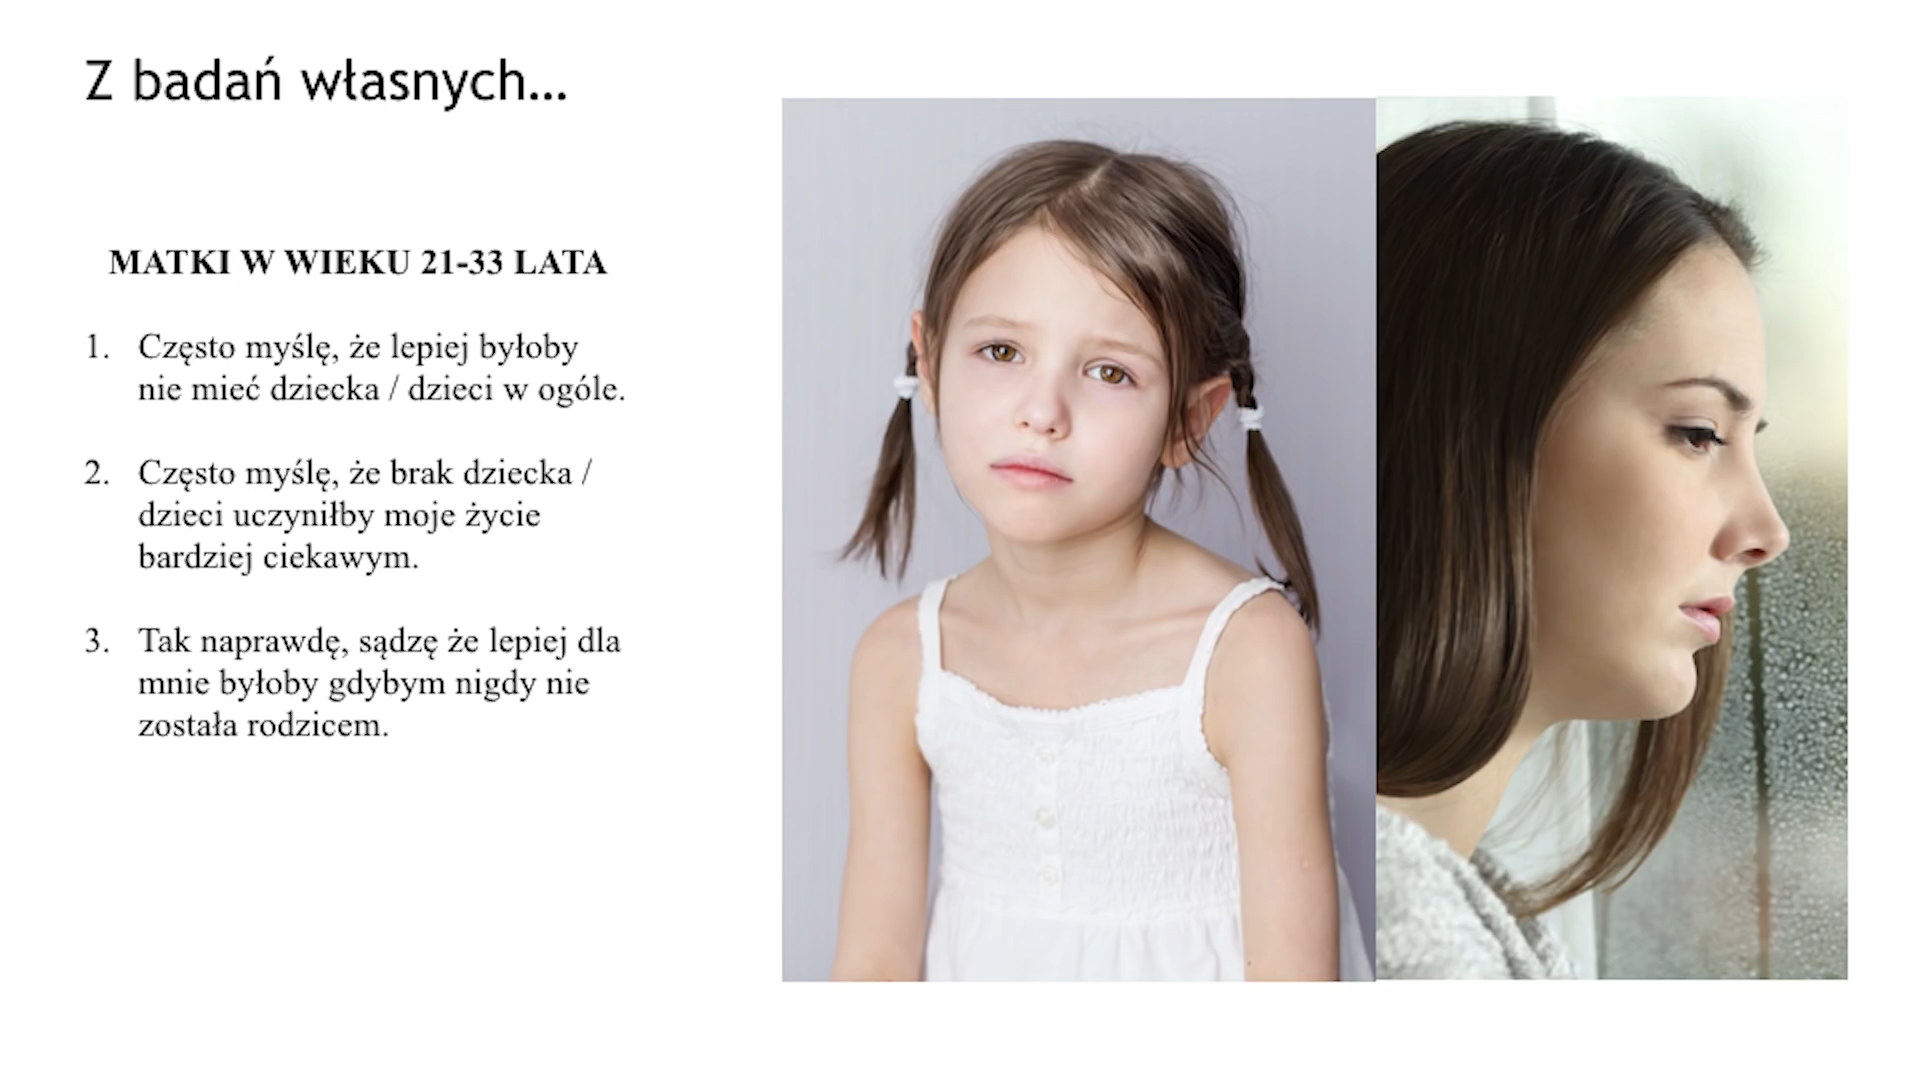 Z badań własnych...
MATKI W WIEKU 21-33 LATA
1. Często myślę, że lepiej byłoby
nie mieć dziecka / dzieci w ogóle.
2. Często myślę, że brak dziecka /
dzieci uczyniłby moje życie
bardziej ciekawym.
3. Tak naprawdę, sądzę że lepiej dla
mnie byłoby gdybym nigdy nie
została rodzicem.